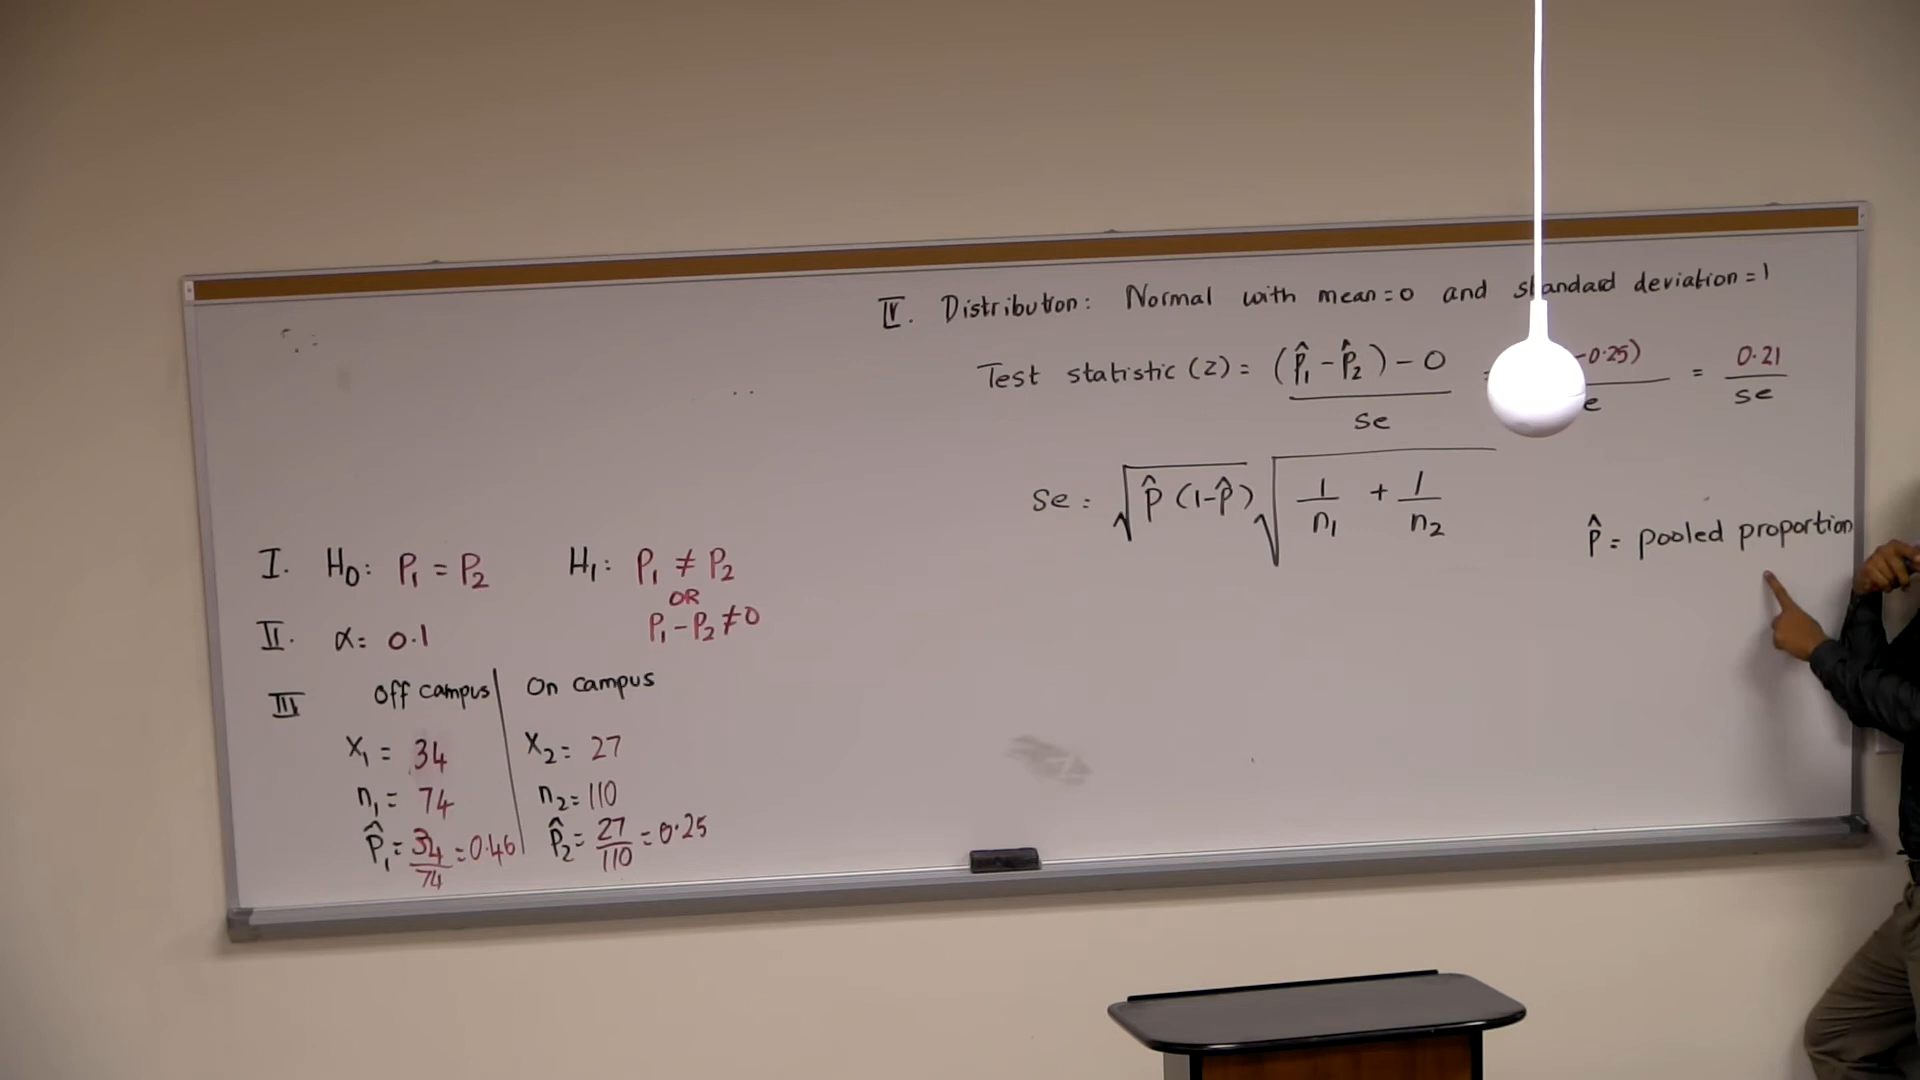 I. H₀: P₁ = P₂ H₁: P₁ ≠ P₂
OR
P₁ - P₂ ≠ 0
II. α = 0.1
III Off campus On campus
X₁ = 34 X₂ = 27
n₁ = 74 n₂ = 110
P̂₁ = 34/74 = 0.46 P̂₂ = 27/110 = 0.25
IV. Distribution: Normal with mean = 0 and standard deviation = 1
Test statistic (Z) = (P̂₁ - P̂₂) - 0 / se -0.25) / e = 0.21 / se
Se = √P̂(1-P̂) √1/n₁ + 1/n₂
P̂ = pooled proportion